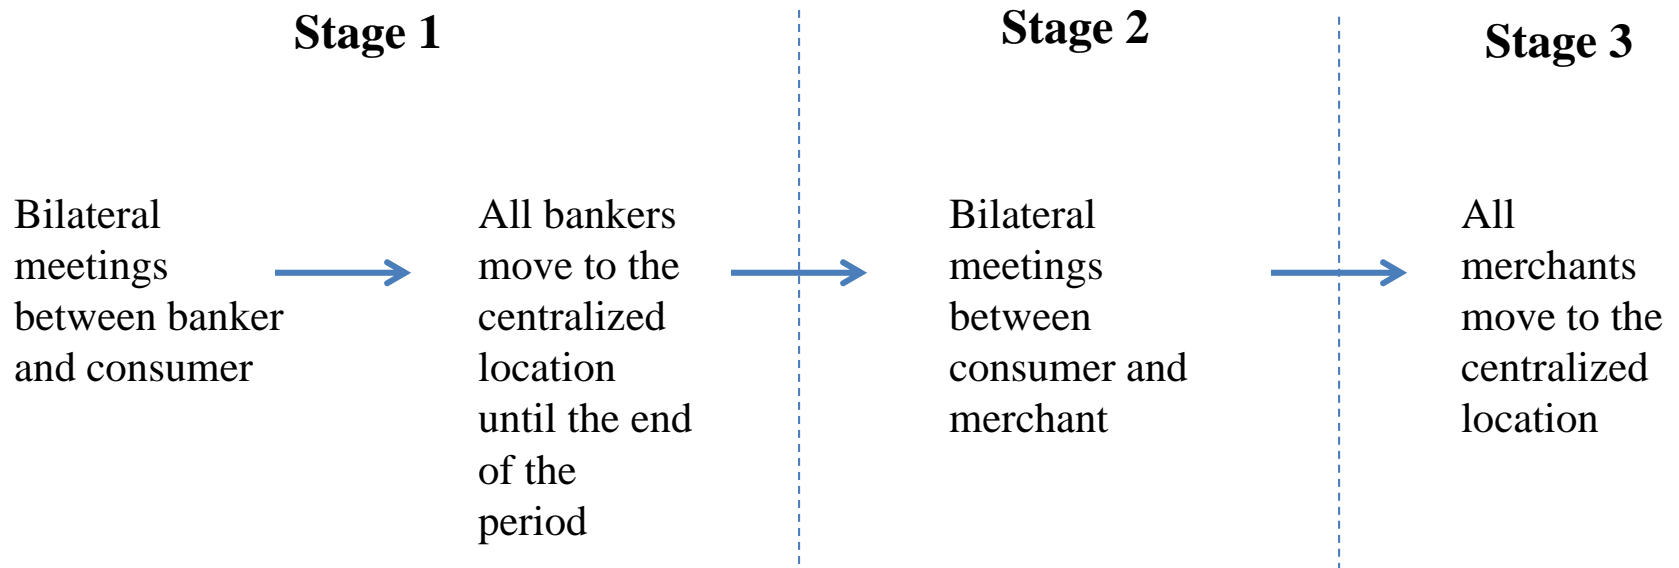 Stage 1
Stage 2
Stage 3
Bilateral
meetings
between banker
and consumer
All bankers
move to the
centralized
location
until the end
of the
period
Bilateral
meetings
between
consumer and
merchant
All
merchants
move to the
centralized
location